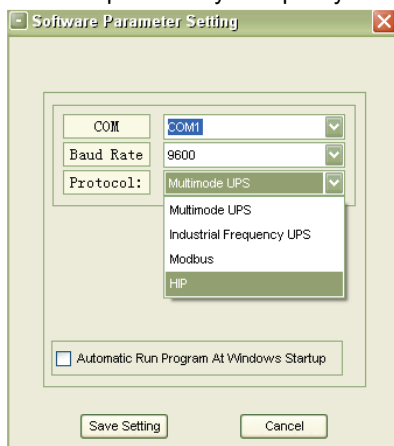 Software Parameter Setting
COM
COM1
Baud Rate
9600
Protocol:
Multimode UPS
Multimode UPS
Industrial Frequency UPS
Modbus
HIP
Automatic Run Program At Windows Startup
Save Setting
Cancel